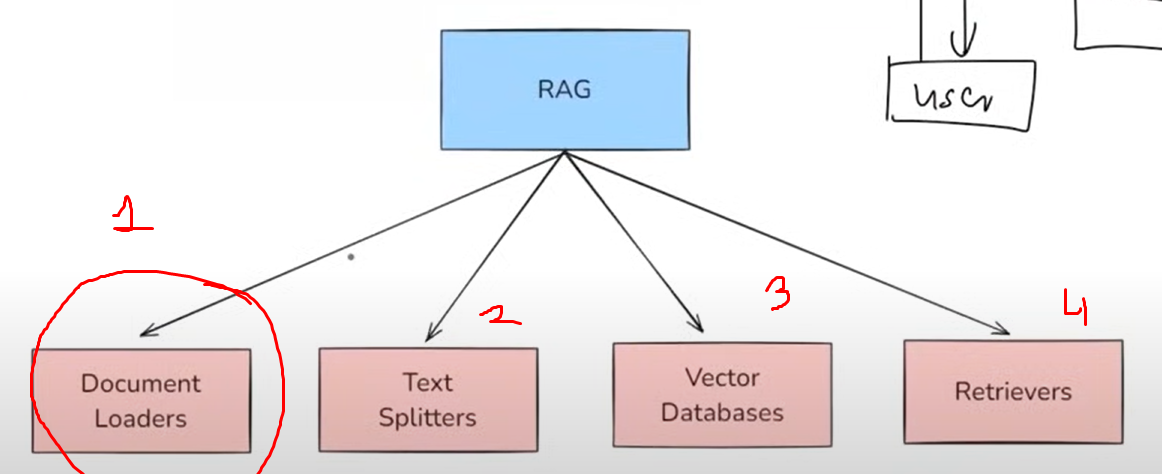 RAG
user
1
2
3
4
Document
Loaders
Text
Splitters
Vector
Databases
Retrievers